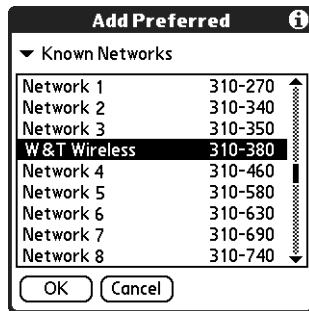 Add Preferred
Known Networks
Network 1 310-270
Network 2 310-340
Network 3 310-350
W&T Wireless 310-380
Network 4 310-460
Network 5 310-580
Network 6 310-630
Network 7 310-690
Network 8 310-740
OK Cancel